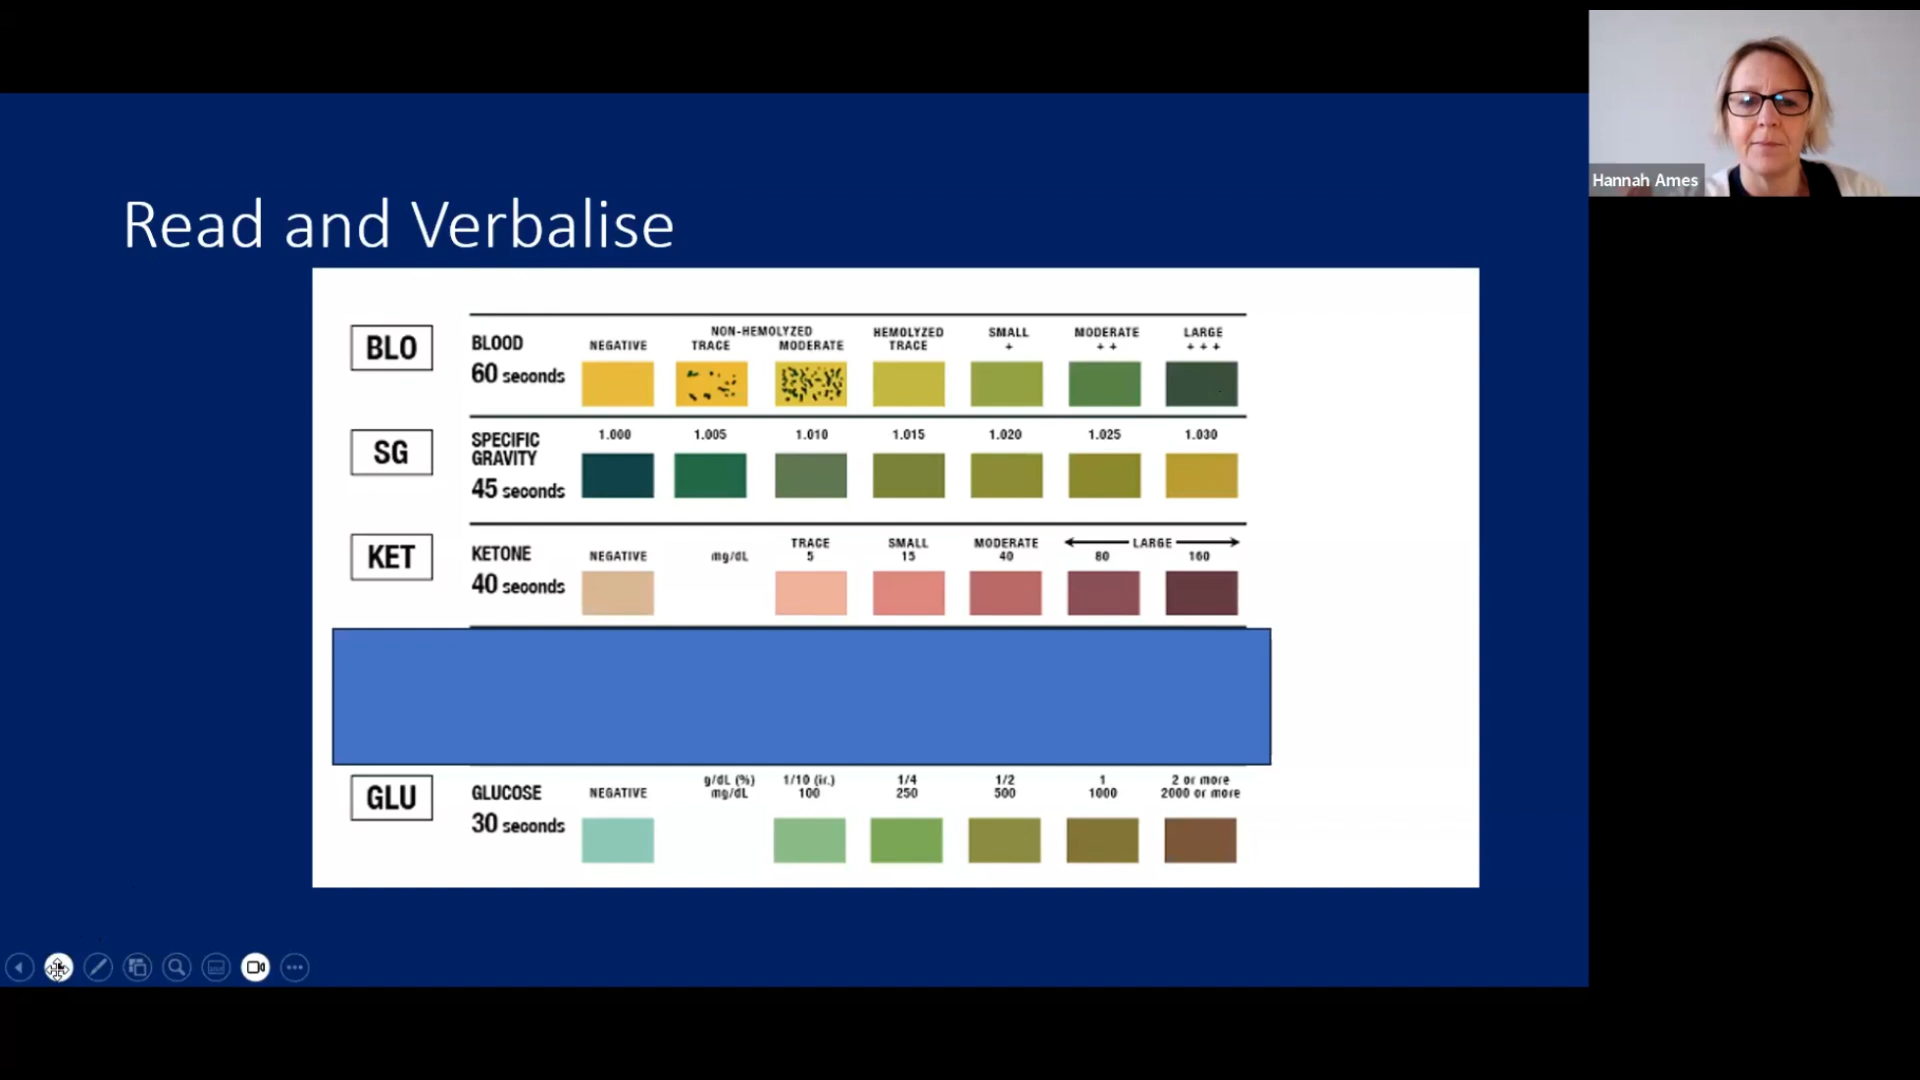 Hannah Ames
Read and Verbalise
BLO
BLOOD
60 seconds
NEGATIVE
NON-HEMOLYZED
TRACE MODERATE
HEMOLYZED
TRACE
SMALL
+
MODERATE
+ +
LARGE
+ + +
SG
SPECIFIC
GRAVITY
45 seconds
1.000 1.005 1.010 1.015 1.020 1.025 1.030
KET
KETONE
40 seconds
NEGATIVE
mg/dL
TRACE
5
SMALL
15
MODERATE
40
LARGE
80 160
GLU
GLUCOSE
30 seconds
NEGATIVE
g/dL (%)
mg/dL
1/10 (tr.)
100
1/4
250
1/2
500
1
1000
2 or more
2000 or more